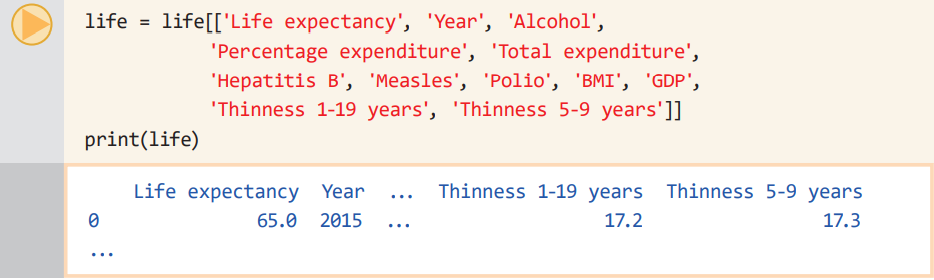 life = life[['Life expectancy', 'Year', 'Alcohol',
'Percentage expenditure', 'Total expenditure',
'Hepatitis B', 'Measles', 'Polio', 'BMI', 'GDP',
'Thinness 1-19 years', 'Thinness 5-9 years']]
print(life)
Life expectancy Year ... Thinness 1-19 years Thinness 5-9 years
0 65.0 2015 ... 17.2 17.3
...